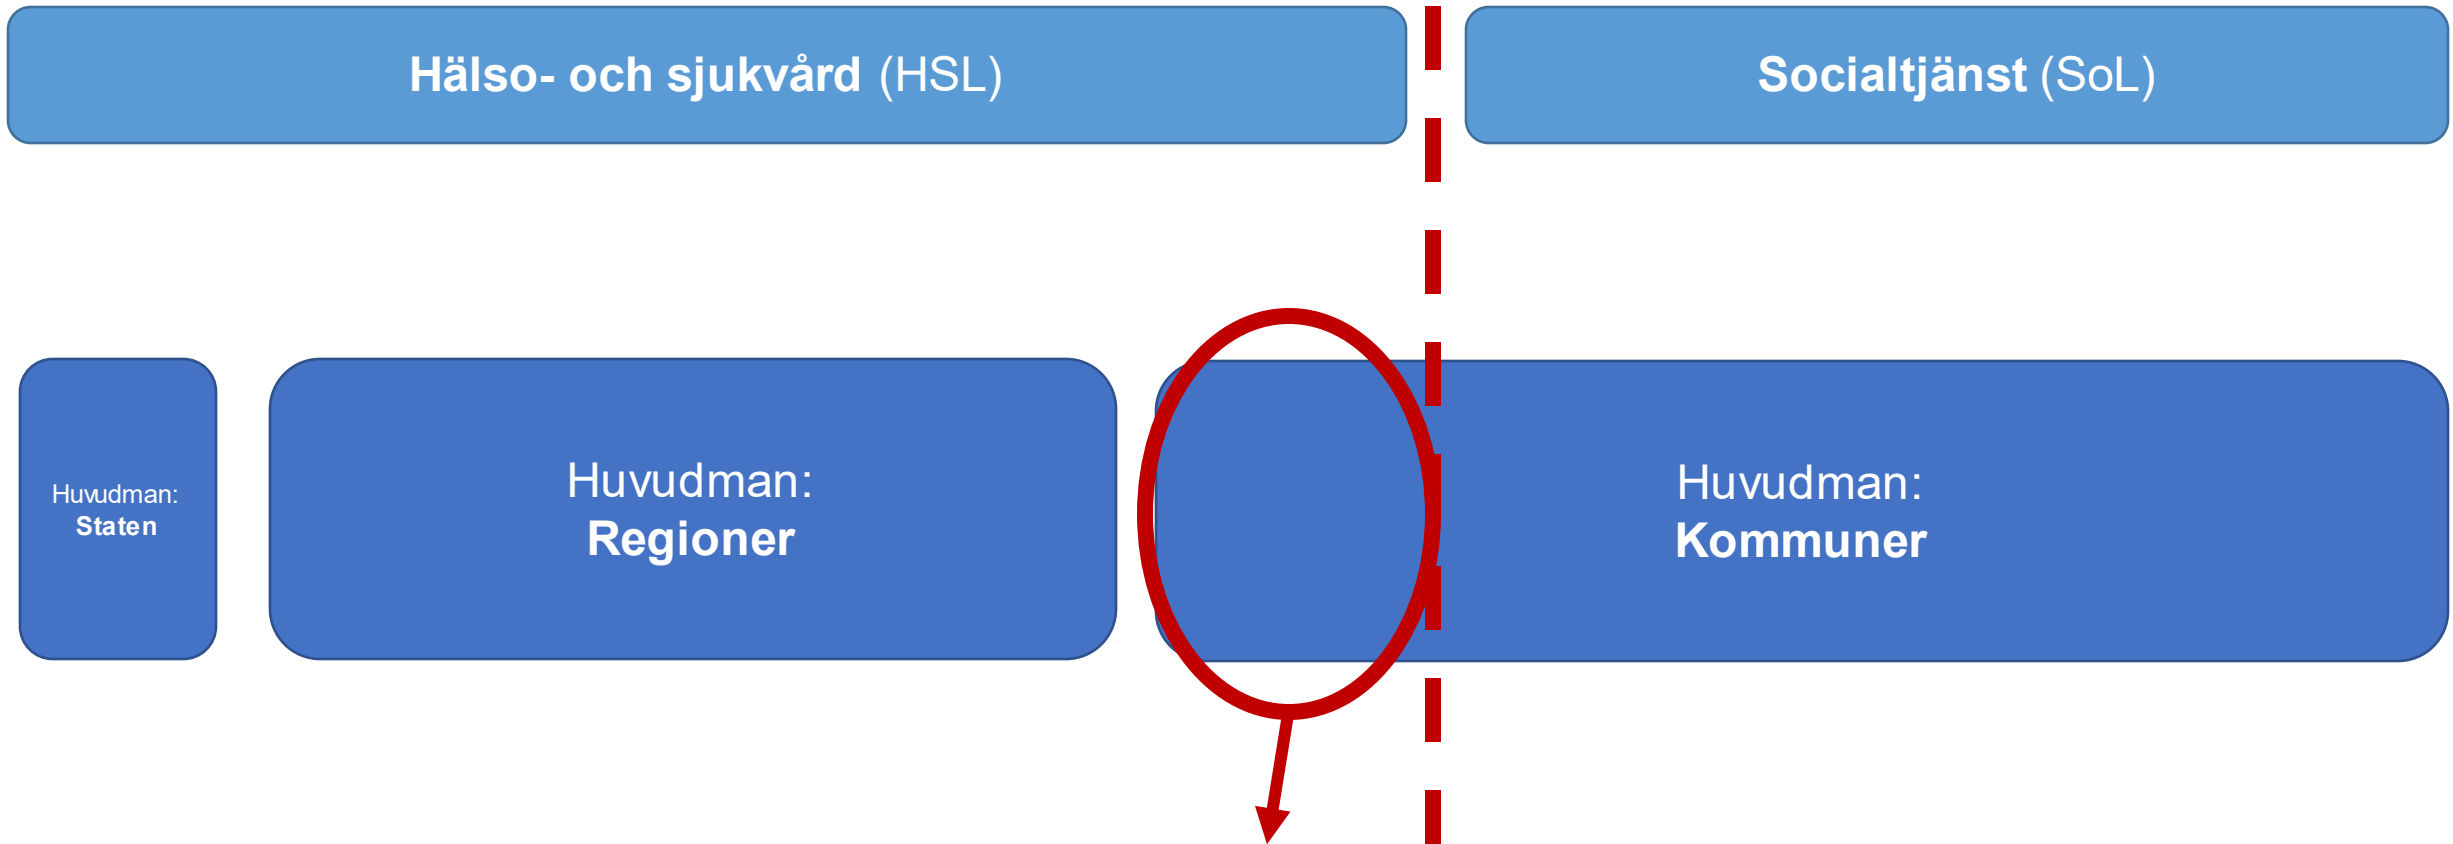 Hälso- och sjukvård (HSL)
Socialtjänst (SoL)
Huvudman:
Staten
Huvudman:
Regioner
Huvudman:
Kommuner